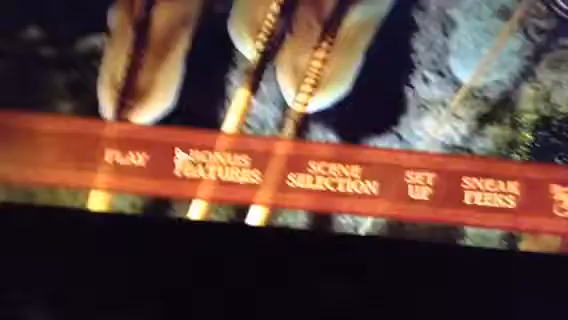 PLAY
BONUS
FEATURES
SCENE
SELECTION
SET
UP
SNEAK
PEEKS